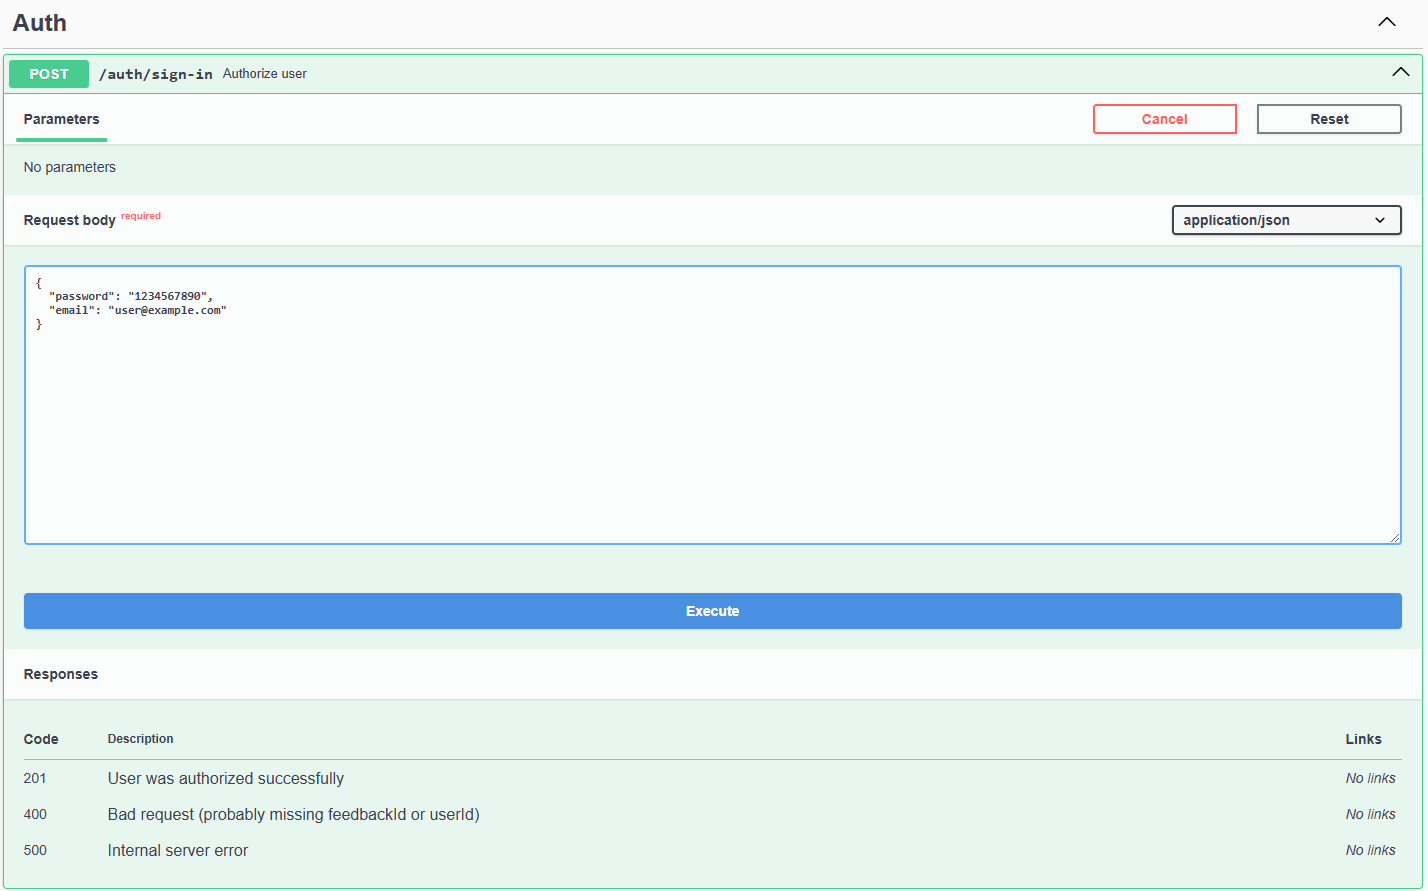 Auth
POST /auth/sign-in Authorize user
Parameters Cancel Reset
No parameters
Request body required application/json
{
  "password": "1234567890",
  "email": "user@example.com"
}
Execute
Responses
Code Description Links
201 User was authorized successfully No links
400 Bad request (probably missing feedbackId or userId) No links
500 Internal server error No links